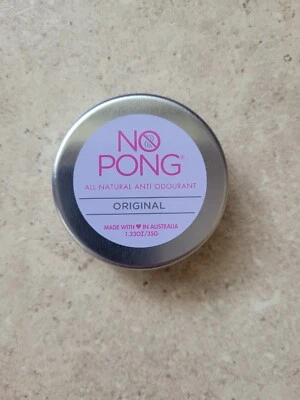 NO
PONG®
ALL NATURAL ANTI ODOURANT
ORIGINAL
MADE WITH ♥ IN AUSTRALIA
1.23OZ/35G